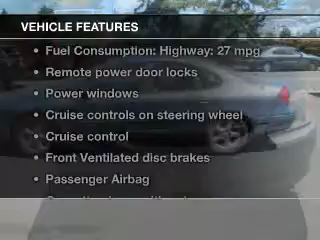 VEHICLE FEATURES
• Fuel Consumption: Highway: 27 mpg
• Remote power door locks
• Power windows
• Cruise controls on steering wheel
• Cruise control
• Front Ventilated disc brakes
• Passenger Airbag